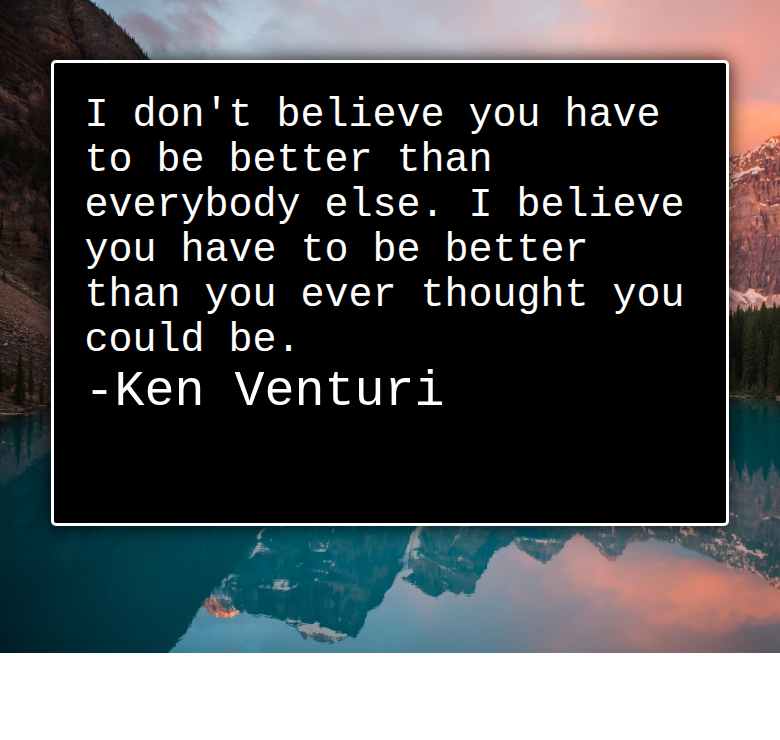 I don't believe you have
to be better than
everybody else. I believe
you have to be better
than you ever thought you
could be.
-Ken Venturi